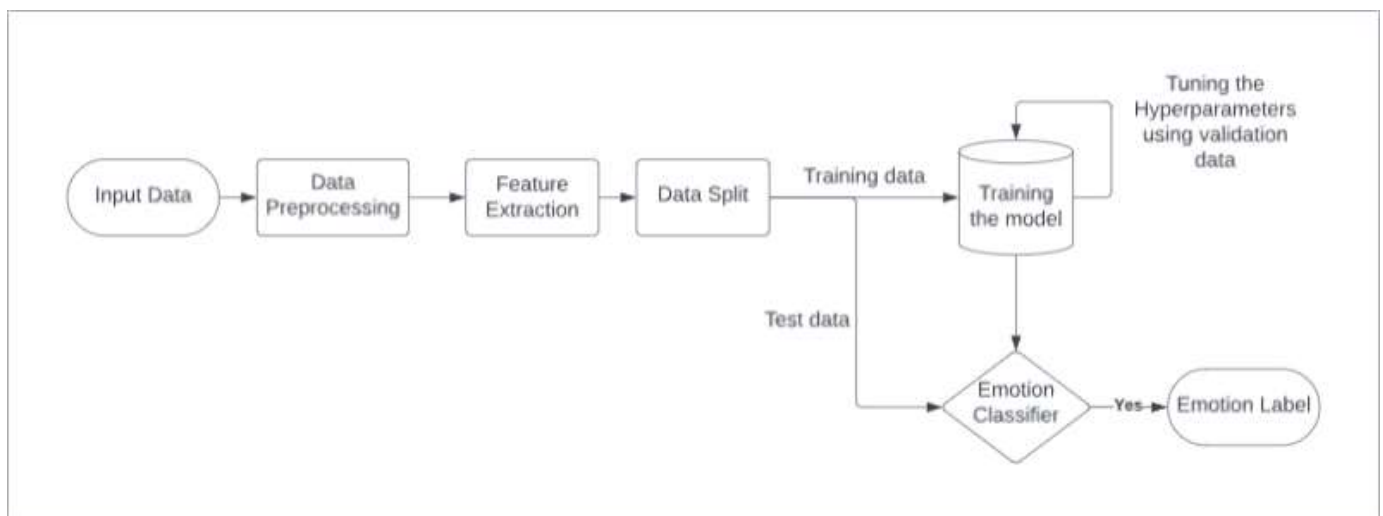 Input Data
Data
Preprocessing
Feature
Extraction
Data Split
Training data
Training
the model
Tuning the
Hyperparameters
using validation
data
Test data
Emotion
Classifier
Yes
Emotion Label